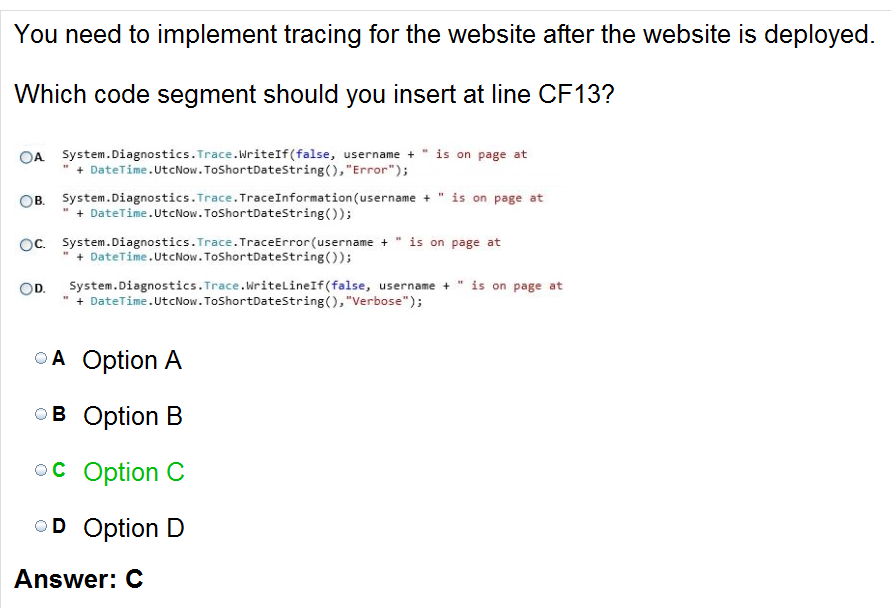 You need to implement tracing for the website after the website is deployed.
Which code segment should you insert at line CF13?
A. System.Diagnostics.Trace.WriteIf(false, username + " is on page at
" + DateTime.UtcNow.ToShortDateString(),"Error");
B. System.Diagnostics.Trace.TraceInformation(username + " is on page at
" + DateTime.UtcNow.ToShortDateString());
C. System.Diagnostics.Trace.TraceError(username + " is on page at
" + DateTime.UtcNow.ToShortDateString());
D. System.Diagnostics.Trace.WriteLineIf(false, username + " is on page at
" + DateTime.UtcNow.ToShortDateString(),"Verbose");
A Option A
B Option B
C Option C
D Option D
Answer: C